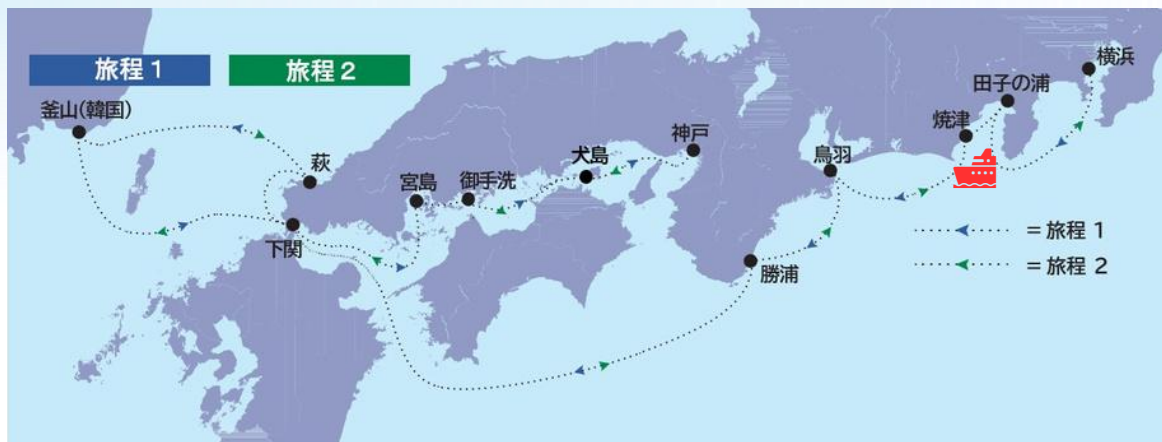 旅程1
旅程2
横浜
田子の浦
釜山(韓国)
焼津
神戸
鳥羽
犬島
萩
宮島
御手洗
下関
= 旅程 1
= 旅程 2
勝浦